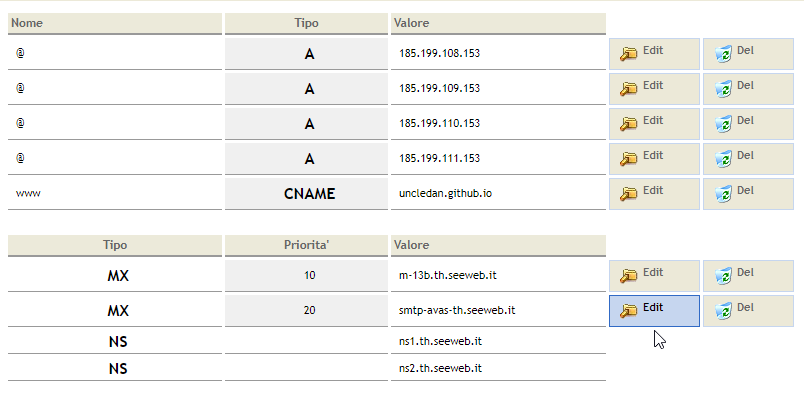 Nome Tipo Valore
@ A 185.199.108.153 Edit Del
@ A 185.199.109.153 Edit Del
@ A 185.199.110.153 Edit Del
@ A 185.199.111.153 Edit Del
www CNAME uncledan.github.io Edit Del
Tipo Priorita' Valore
MX 10 m-13b.th.seeweb.it Edit Del
MX 20 smtp-avas-th.seeweb.it Edit Del
NS ns1.th.seeweb.it
NS ns2.th.seeweb.it